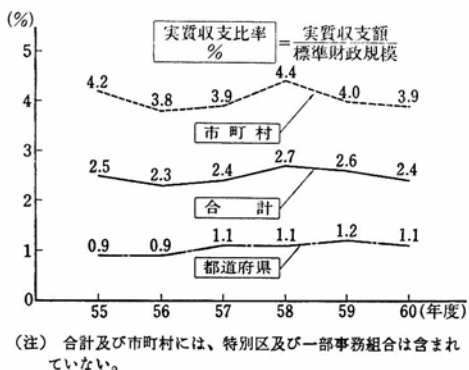 (%)
実質収支比率 = 実質収支額
% 標準財政規模
5
4.2 3.8 3.9 4.4 4.0 3.9
4
市町村
3
2.5 2.3 2.4 2.7 2.6 2.4
2
合計
0.9 0.9 1.1 1.1 1.2 1.1
1
都道府県
0
55 56 57 58 59 60(年度)
(注) 合計及び市町村には、特別区及び一部事務組合は含まれ
ていない。